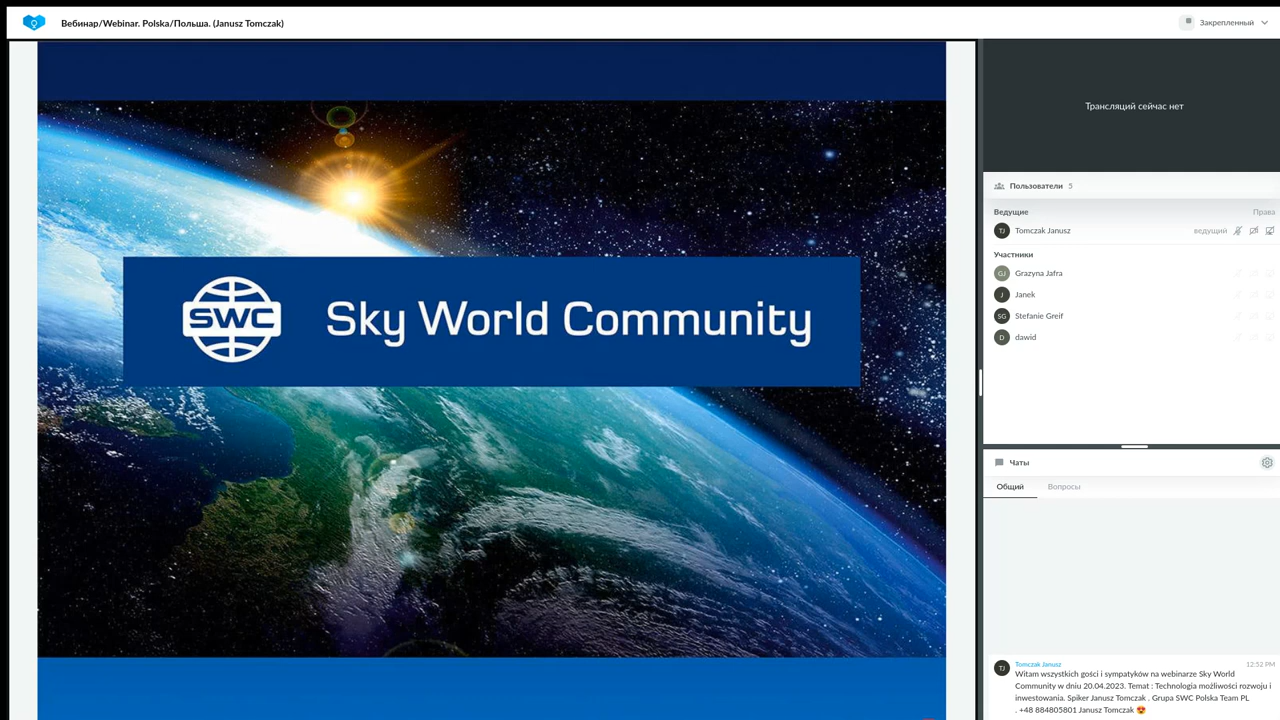 Вебинар/Webinar. Polska/Польша. (Janusz Tomczak)
Закрепленный
SWC
Sky World Community
Трансляций сейчас нет
Пользователи 5
Ведущие
Права
TJ
Tomczak Janusz
ведущий
Участники
GJ
Grazyna Jafra
J
Janek
SG
Stefanie Greif
D
dawid
Чаты
Общий
Вопросы
TJ
Tomczak Janusz
12:52 PM
Witam wszystkich gości i sympatyków na webinarze Sky World
Community w dniu 20.04.2023. Temat : Technologia możliwości rozwoju i
inwestowania. Spiker Janusz Tomczak . Grupa SWC Polska Team PL
. +48 884805801 Janusz Tomczak 😍